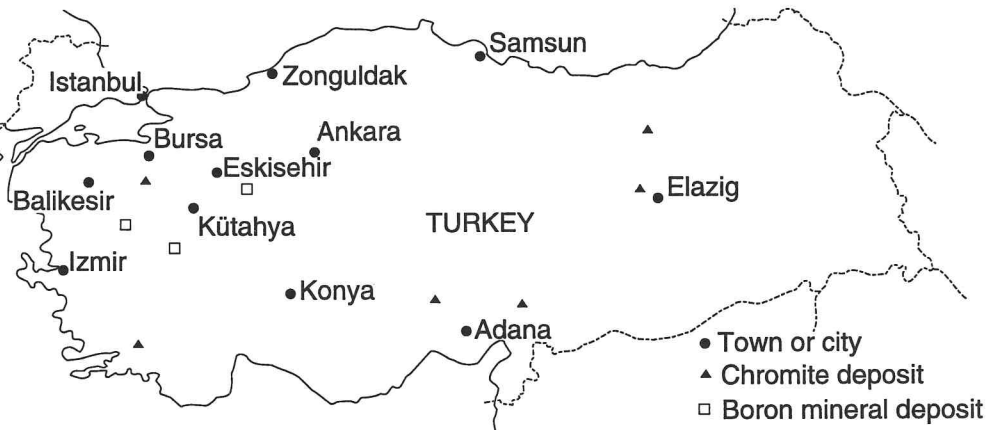 Samsun
Zonguldak
Istanbul
Ankara
Bursa
Eskisehir
Elazig
Balikesir
Kütahya
TURKEY
Izmir
Konya
Adana
Town or city
Chromite deposit
Boron mineral deposit